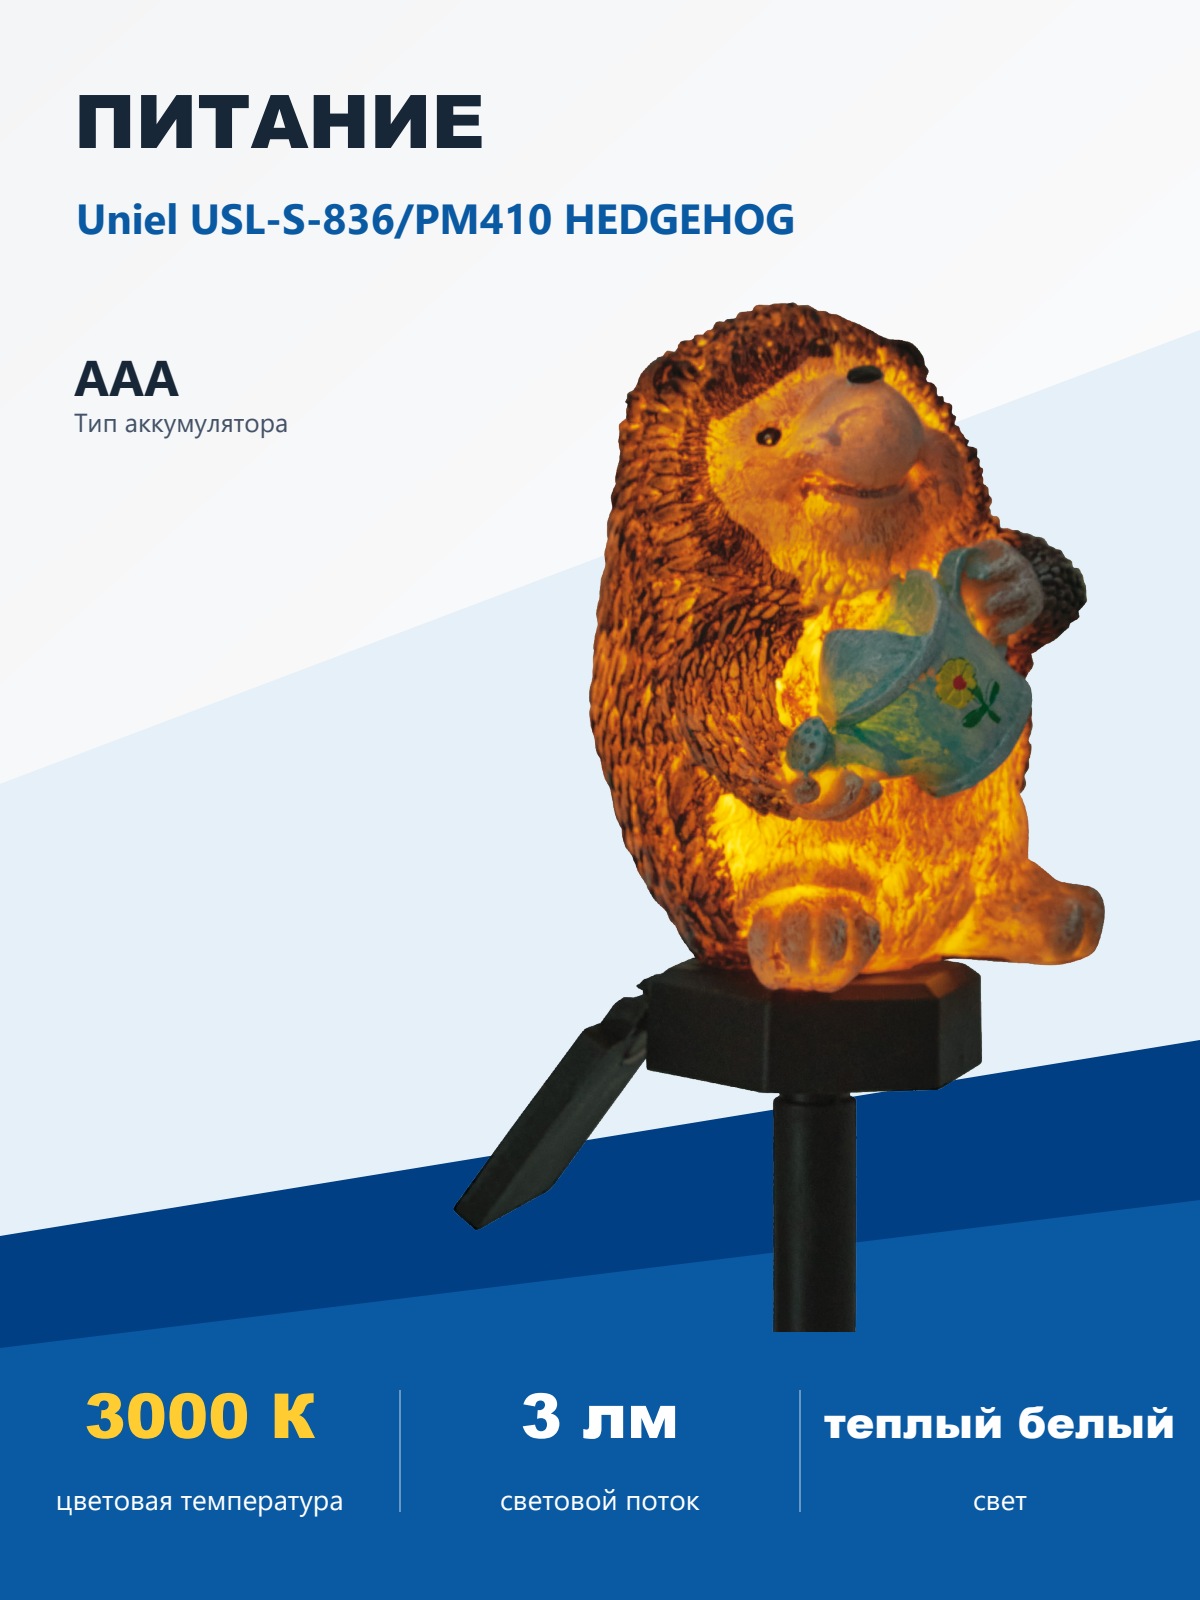 ПИТАНИЕ
Uniel USL-S-836/PM410 HEDGEHOG
AAA
Тип аккумулятора
3000 К
3 лм
теплый белый
цветовая температура
световой поток
свет